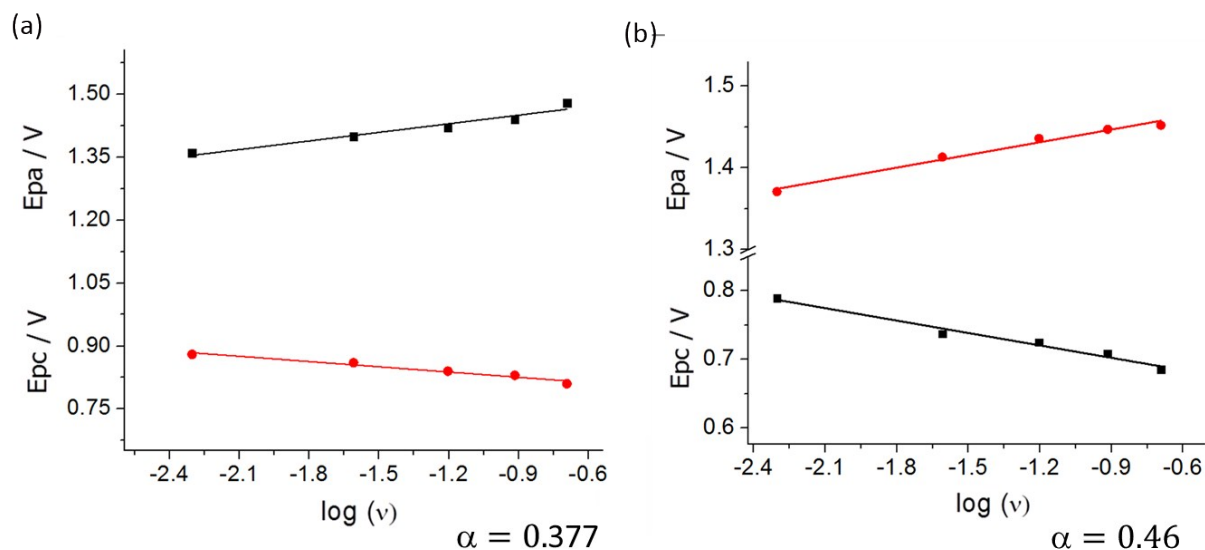 (a)
Epa / V
Epc / V
1.50
1.35
1.20
1.05
0.90
0.75
-2.4 -2.1 -1.8 -1.5 -1.2 -0.9 -0.6
log (ν)
α = 0.377
(b)
Epa / V
Epc / V
1.5
1.4
1.3
0.8
0.7
0.6
-2.4 -2.1 -1.8 -1.5 -1.2 -0.9 -0.6
log (ν)
α = 0.46